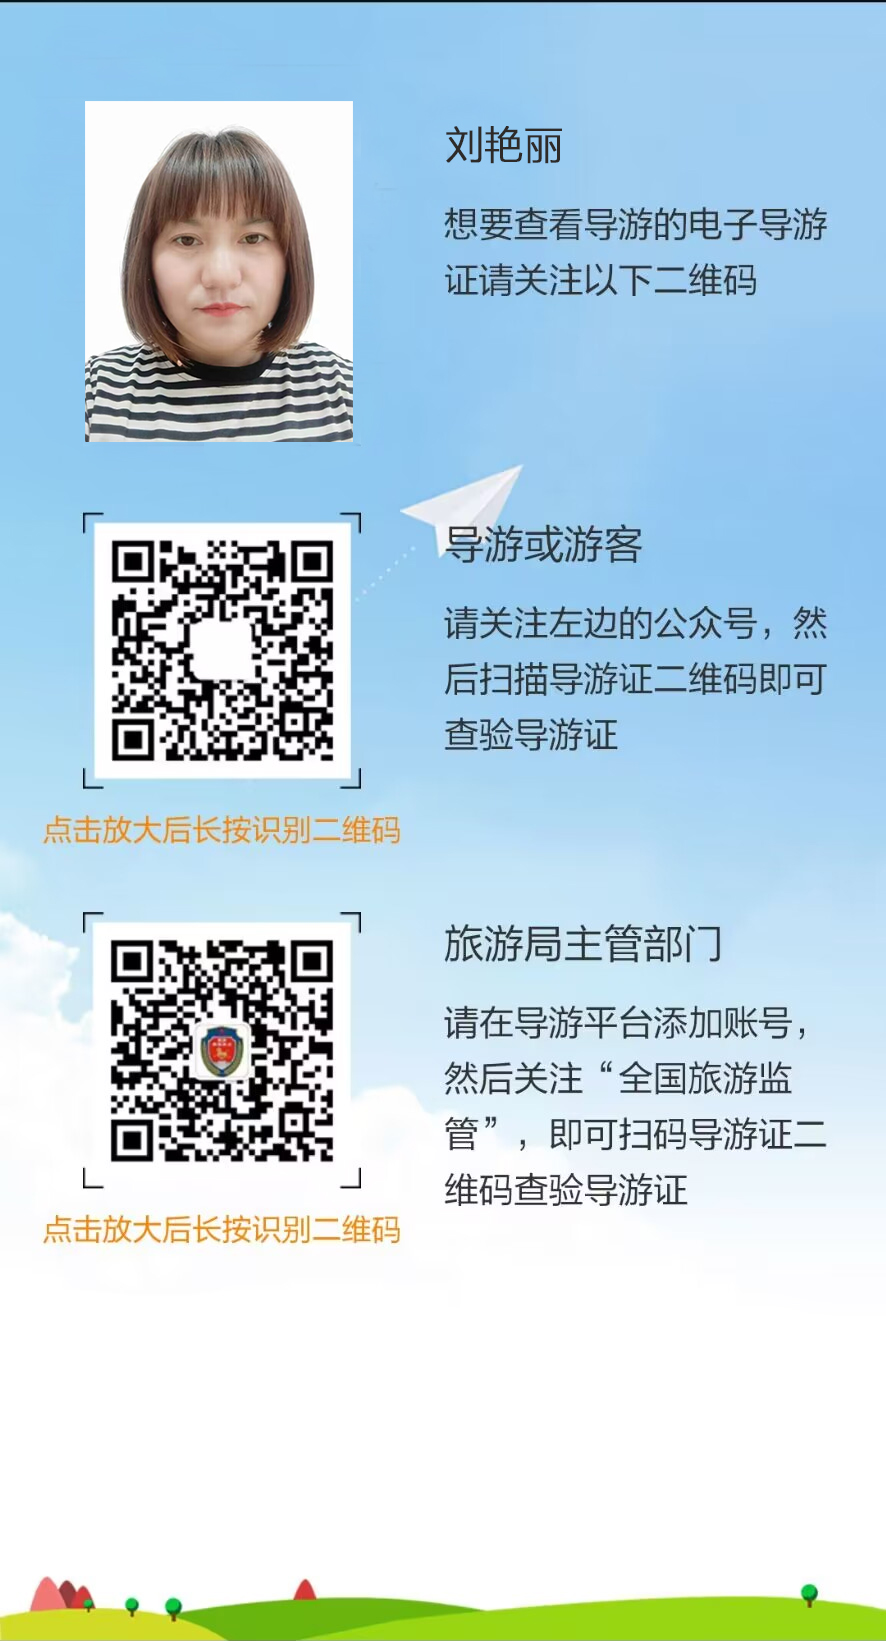 刘艳丽
想要查看导游的电子导游
证请关注以下二维码
导游或游客
请关注左边的公众号，然
后扫描导游证二维码即可
查验导游证
点击放大后长按识别二维码
旅游局主管部门
请在导游平台添加账号，
然后关注“全国旅游监
管”，即可扫码导游证二
维码查验导游证
点击放大后长按识别二维码